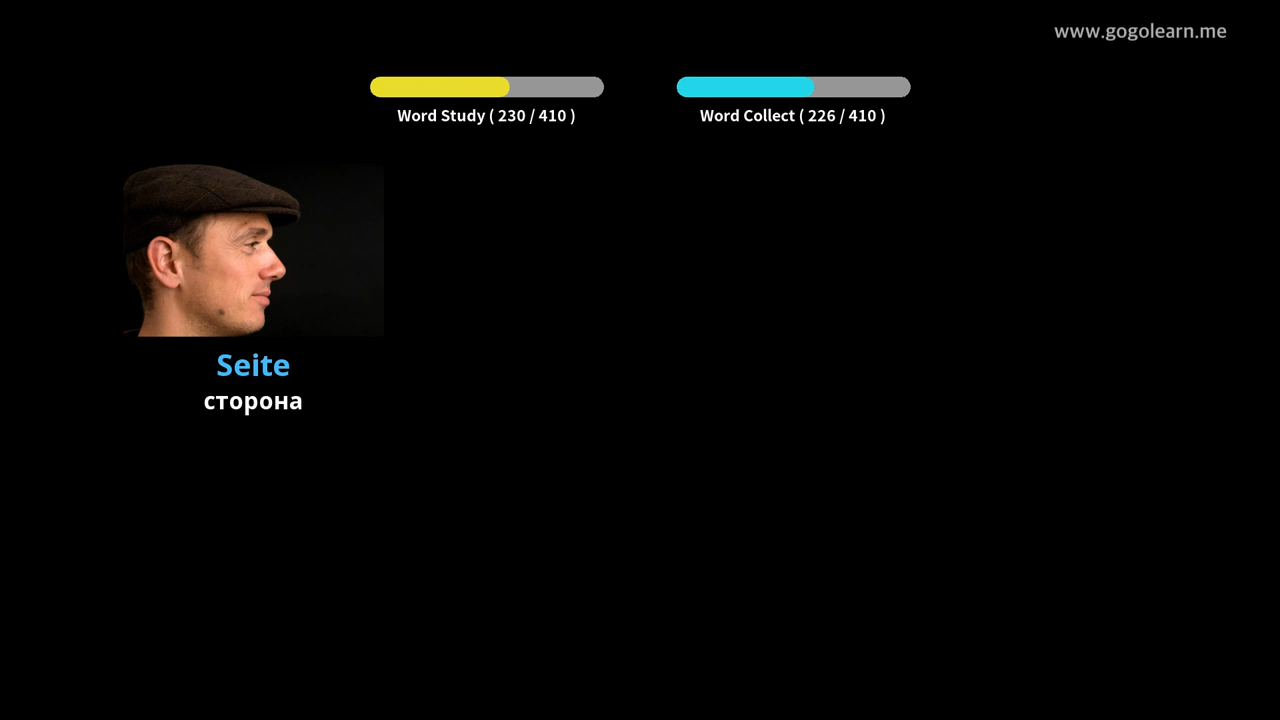 www.gogolearn.me
Word Study ( 230 / 410 )
Word Collect ( 226 / 410 )
Seite
сторона